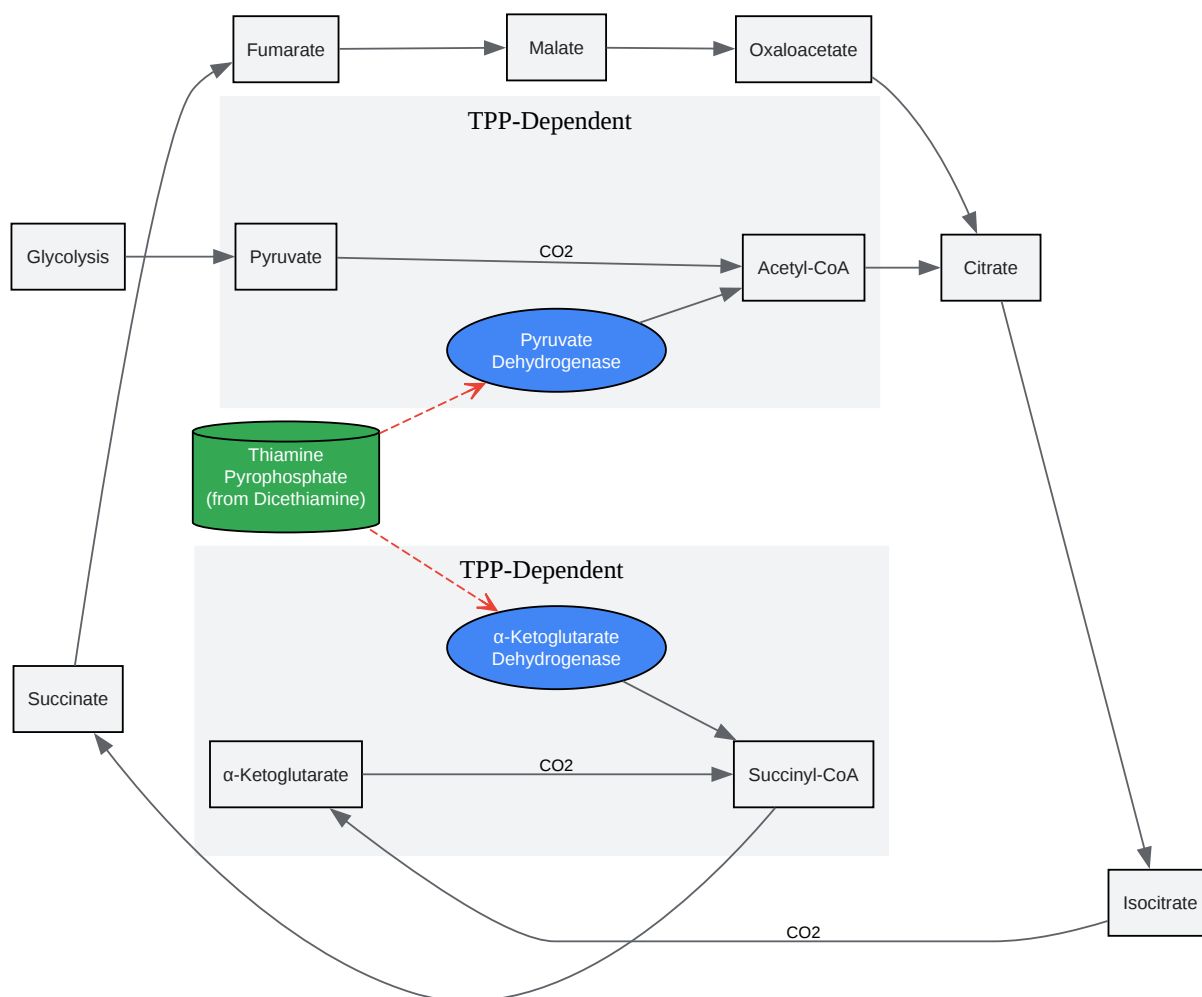 Fumarate
Malate
Oxaloacetate
TPP-Dependent
Glycolysis
Pyruvate
CO2
Acetyl-CoA
Citrate
Pyruvate
Dehydrogenase
Thiamine
Pyrophosphate
(from Dicethiamine)
TPP-Dependent
α-Ketoglutarate
Dehydrogenase
Succinate
α-Ketoglutarate
CO2
Succinyl-CoA
Isocitrate
CO2